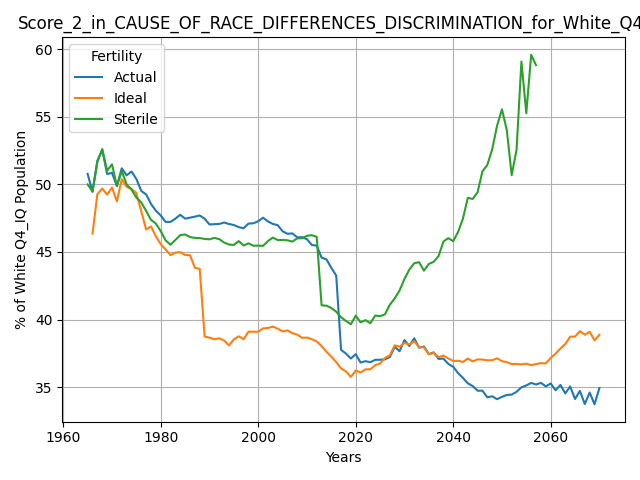 Score_2_in_CAUSE_OF_RACE_DIFFERENCES_DISCRIMINATION_for_White_Q4
60
55
50
45
40
35
% of White Q4_IQ Population
Fertility
Actual
Ideal
Sterile
1960
1980
2000
2020
2040
2060
Years